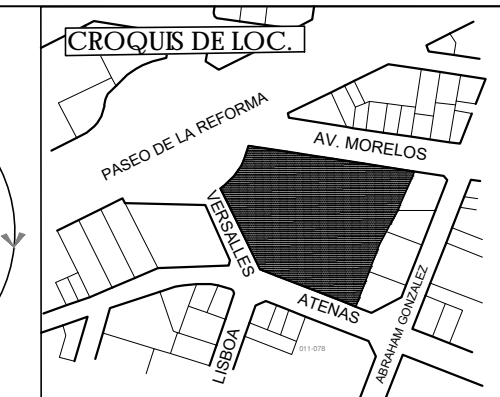 CROQUIS DE LOC.
PASEO DE LA REFORMA
AV. MORELOS
VERSALLES
ATENAS
ABRAHAM GONZALEZ
LISBOA
011-078